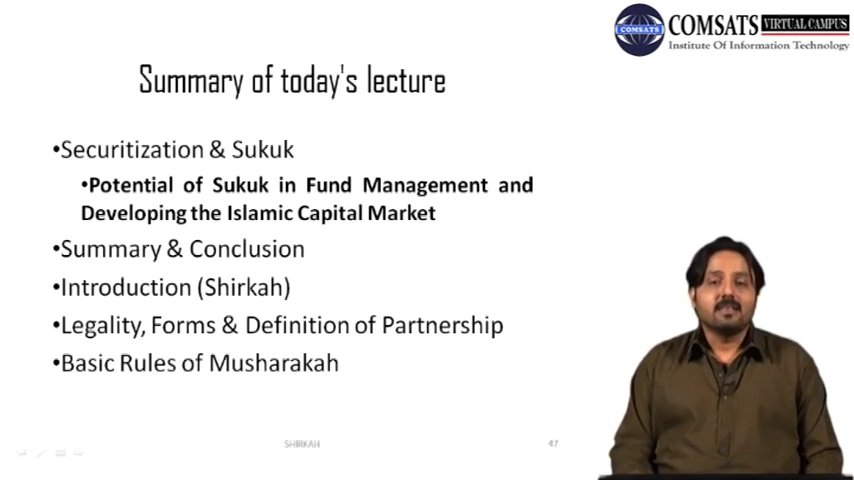 COMSATS
COMSATS VIRTUAL CAMPUS
Institute Of Information Technology
Summary of today's lecture
•Securitization & Sukuk
•Potential of Sukuk in Fund Management and
Developing the Islamic Capital Market
•Summary & Conclusion
•Introduction (Shirkah)
•Legality, Forms & Definition of Partnership
•Basic Rules of Musharakah
SHIRKAH
47